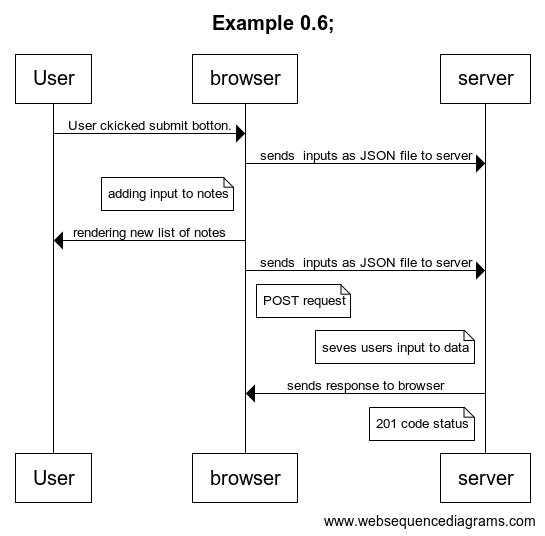 Example 0.6;
User browser server
User ckicked submit botton.
sends  inputs as JSON file to server
adding input to notes
rendering new list of notes
sends  inputs as JSON file to server
POST request
seves users input to data
sends response to browser
201 code status
User browser server
www.websequencediagrams.com